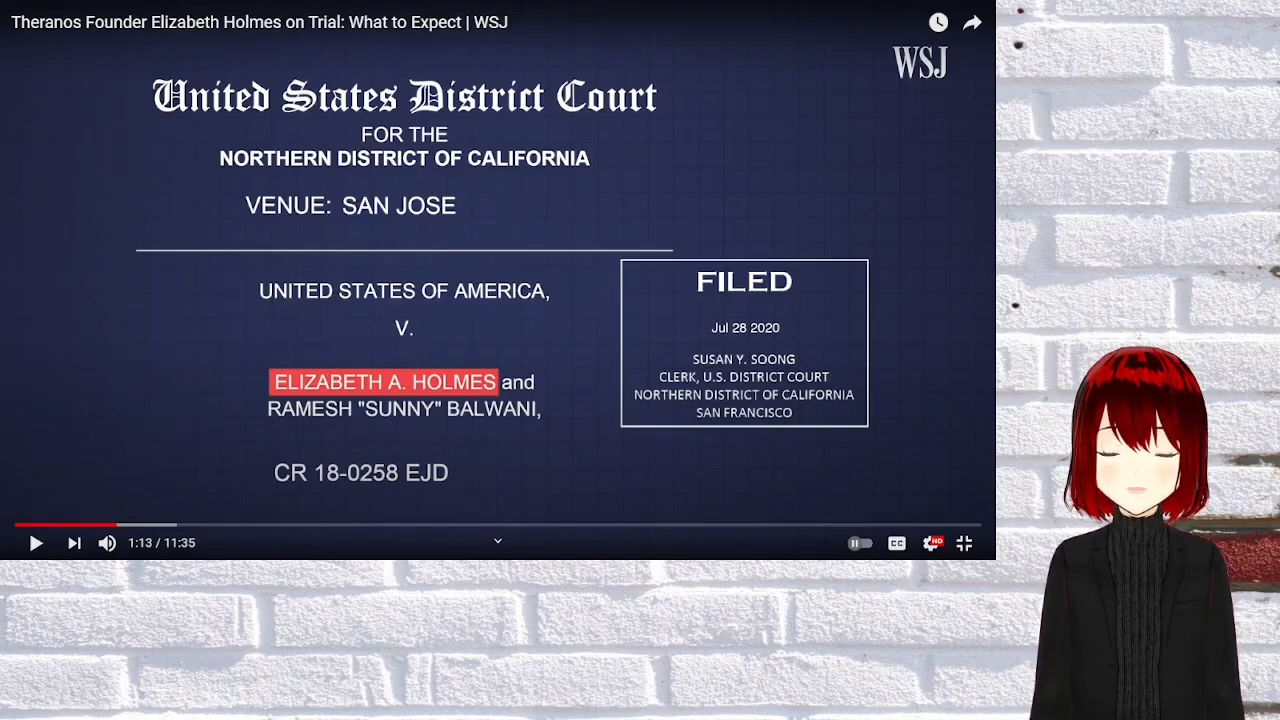 Theranos Founder Elizabeth Holmes on Trial: What to Expect | WSJ
WSJ
United States District Court
FOR THE
NORTHERN DISTRICT OF CALIFORNIA
VENUE: SAN JOSE
UNITED STATES OF AMERICA,
V.
ELIZABETH A. HOLMES and
RAMESH "SUNNY" BALWANI,
CR 18-0258 EJD
FILED
Jul 28 2020
SUSAN Y. SOONG
CLERK, U.S. DISTRICT COURT
NORTHERN DISTRICT OF CALIFORNIA
SAN FRANCISCO
1:13 / 11:35
CC
HD